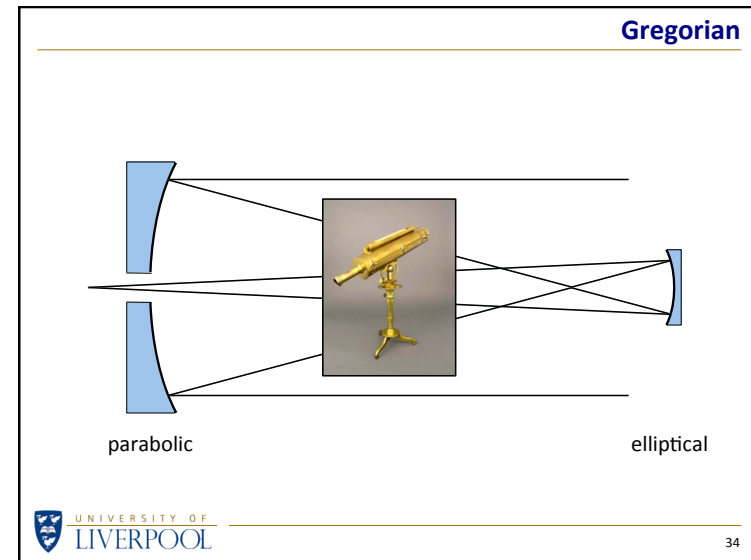 Gregorian
parabolic
elliptical
UNIVERSITY OF
LIVERPOOL
34